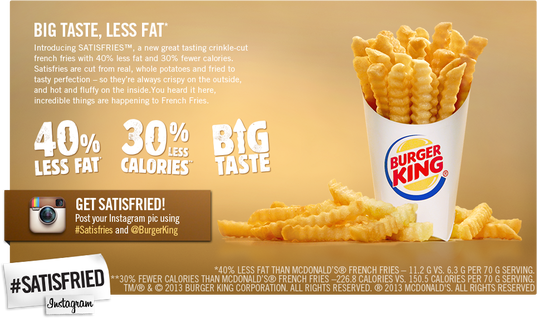 BIG TASTE, LESS FAT*
Introducing SATISFRIES™, a new great tasting crinkle-cut
french fries with 40% less fat and 30% fewer calories.
Satisfries are cut from real, whole potatoes and fried to
tasty perfection – so they're always crispy on the outside,
and hot and fluffy on the inside.You heard it here,
incredible things are happening to French Fries.
40%
LESS FAT*
30% LESS
CALORIES**
BIG
TASTE
BURGER
KING®
GET SATISFRIED!
Post your Instagram pic using
#Satisfries and @BurgerKing
#SATISFRIED
Instagram
*40% LESS FAT THAN MCDONALD'S® FRENCH FRIES – 11.2 G VS. 6.3 G PER 70 G SERVING.
**30% FEWER CALORIES THAN MCDONALD'S® FRENCH FRIES –226.8 CALORIES VS. 150.5 CALORIES PER 70 G SERVING.
TM/® & © 2013 BURGER KING CORPORATION. ALL RIGHTS RESERVED. ® 2013 MCDONALD'S. ALL RIGHTS RESERVED